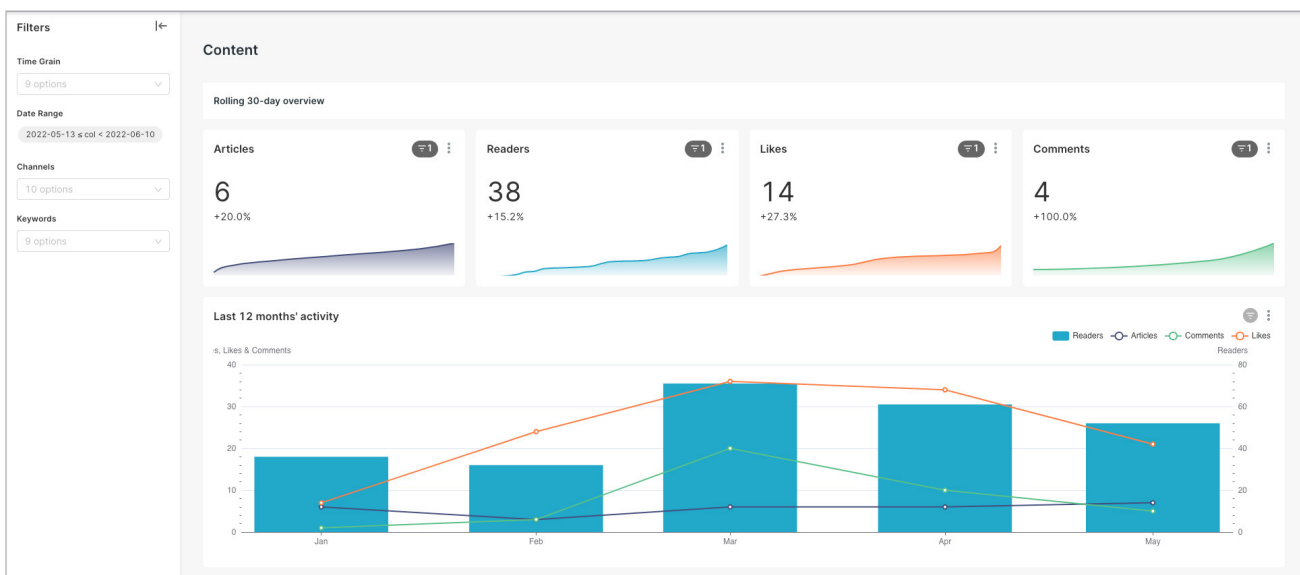 Filters
Time Grain
9 options
Date Range
2022-05-13 ≤ col < 2022-06-10
Channels
10 options
Keywords
9 options
Content
Rolling 30-day overview
Articles
1
6
+20.0%
Readers
1
38
+15.2%
Likes
1
14
+27.3%
Comments
1
4
+100.0%
Last 12 months' activity
Readers Articles Comments Likes
s, Likes & Comments
Readers
40 80
30 60
20 40
10 20
0 0
Jan Feb Mar Apr May